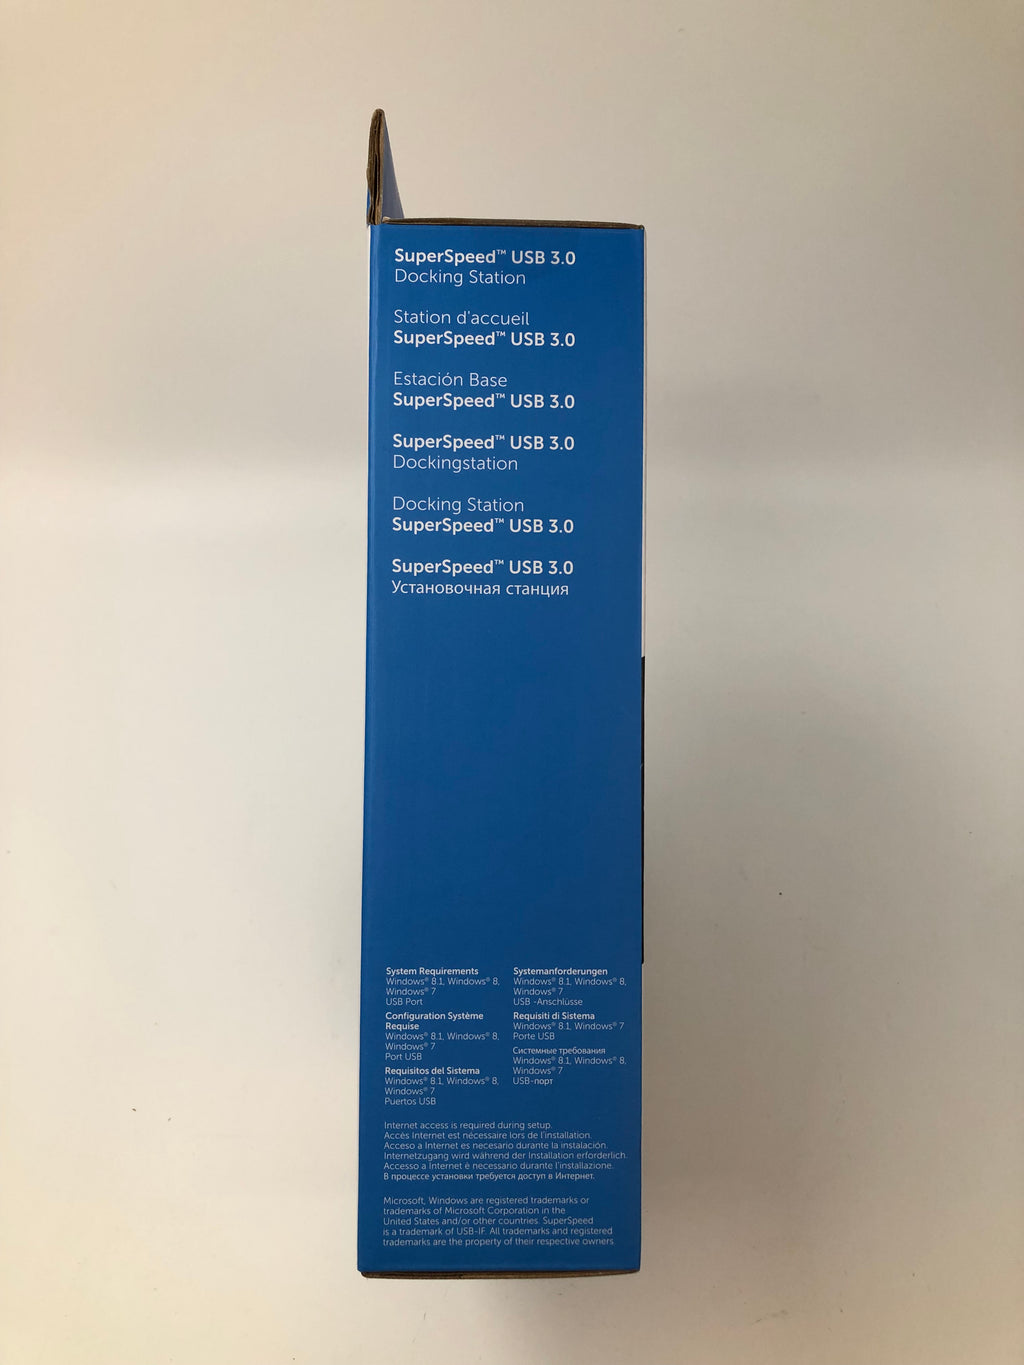 SuperSpeed™ USB 3.0
Docking Station
Station d'accueil
SuperSpeed™ USB 3.0
Estación Base
SuperSpeed™ USB 3.0
SuperSpeed™ USB 3.0
Dockingstation
Docking Station
SuperSpeed™ USB 3.0
SuperSpeed™ USB 3.0
Установочная станция
System Requirements
Windows® 8.1, Windows® 8,
Windows® 7
USB Port
Configuration Système
Requise
Windows® 8.1, Windows® 8,
Windows® 7
Port USB
Requisitos del Sistema
Windows® 8.1, Windows® 8,
Windows® 7
Puertos USB
Systemanforderungen
Windows® 8.1, Windows® 8,
Windows® 7
USB -Anschlüsse
Requisiti di Sistema
Windows® 8.1, Windows® 7
Porte USB
Системные требования
Windows® 8.1, Windows® 8,
Windows® 7
USB-порт
Internet access is required during setup.
Accès Internet est nécessaire lors de l'installation.
Acceso a Internet es necesario durante la instalación.
Internetzugang wird während der Installation erforderlich.
Accesso a Internet è necessario durante l'installazione.
В процессе установки требуется доступ в Интернет.
Microsoft, Windows are registered trademarks or
trademarks of Microsoft Corporation in the
United States and/or other countries. SuperSpeed
is a trademark of USB-IF. All trademarks and registered
trademarks are the property of their respective owners.